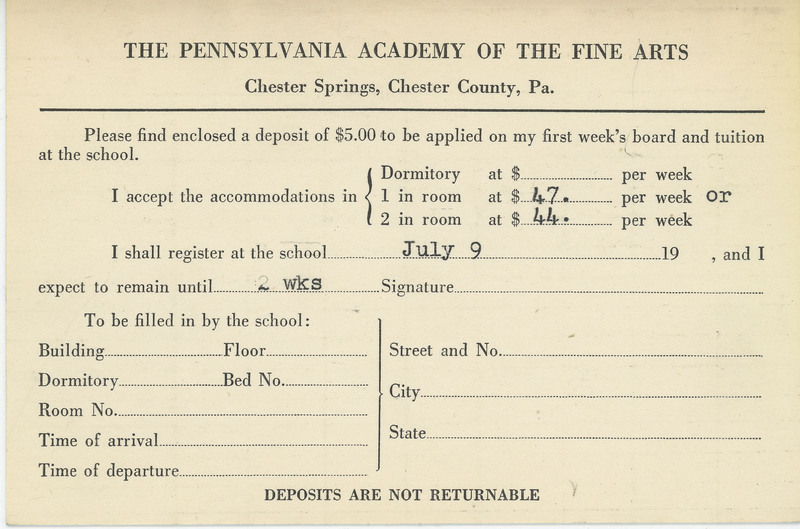 THE PENNSYLVANIA ACADEMY OF THE FINE ARTS
Chester Springs, Chester County, Pa.
Please find enclosed a deposit of $5.00 to be applied on my first week's board and tuition
at the school.
Dormitory at $ per week
I accept the accommodations in 1 in room at $ 47. per week or
2 in room at $ 44. per week
I shall register at the school July 9 19 , and I
expect to remain until 2 wks Signature
To be filled in by the school:
Building Floor
Dormitory Bed No.
Room No.
Time of arrival
Time of departure
Street and No.
City
State
DEPOSITS ARE NOT RETURNABLE